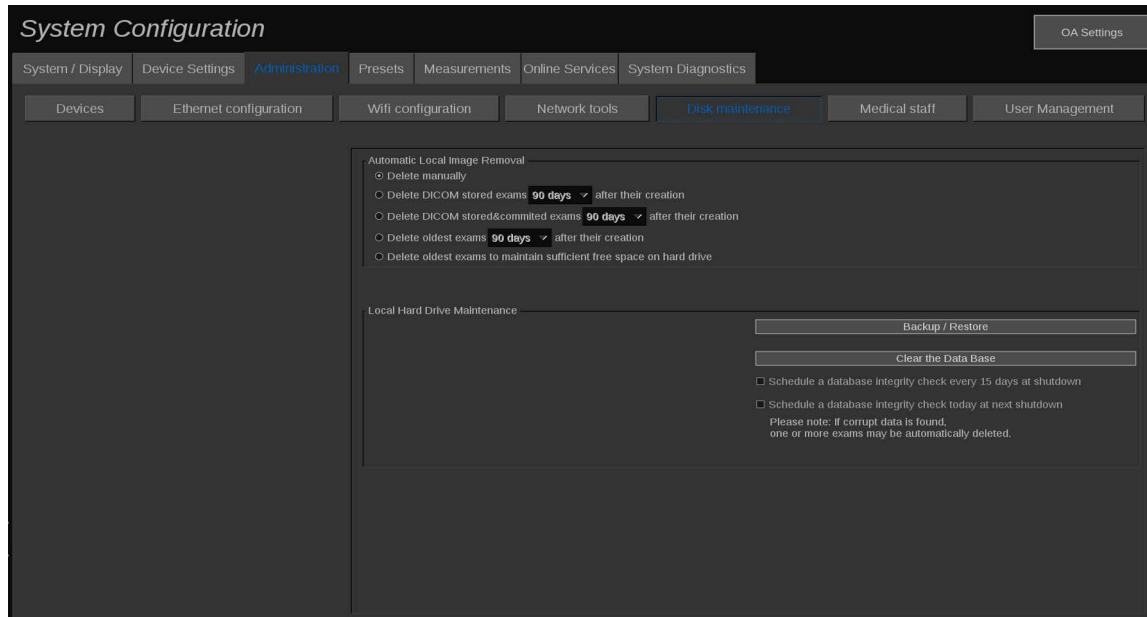 System Configuration
OA Settings
System / Display Device Settings Administration Presets Measurements Online Services System Diagnostics
Devices Ethernet configuration Wifi configuration Network tools Disk maintenance Medical staff User Management
Automatic Local Image Removal
Delete manually
Delete DICOM stored exams 90 days after their creation
Delete DICOM stored&commited exams 90 days after their creation
Delete oldest exams 90 days after their creation
Delete oldest exams to maintain sufficient free space on hard drive
Local Hard Drive Maintenance
Backup / Restore
Clear the Data Base
Schedule a database integrity check every 15 days at shutdown
Schedule a database integrity check today at next shutdown
Please note: If corrupt data is found,
one or more exams may be automatically deleted.